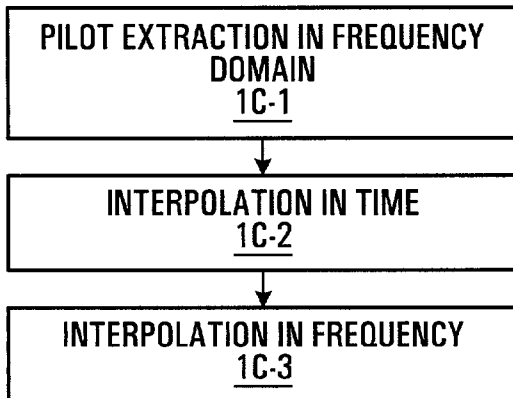 PILOT EXTRACTION IN FREQUENCY
DOMAIN
1C-1
INTERPOLATION IN TIME
1C-2
INTERPOLATION IN FREQUENCY
1C-3